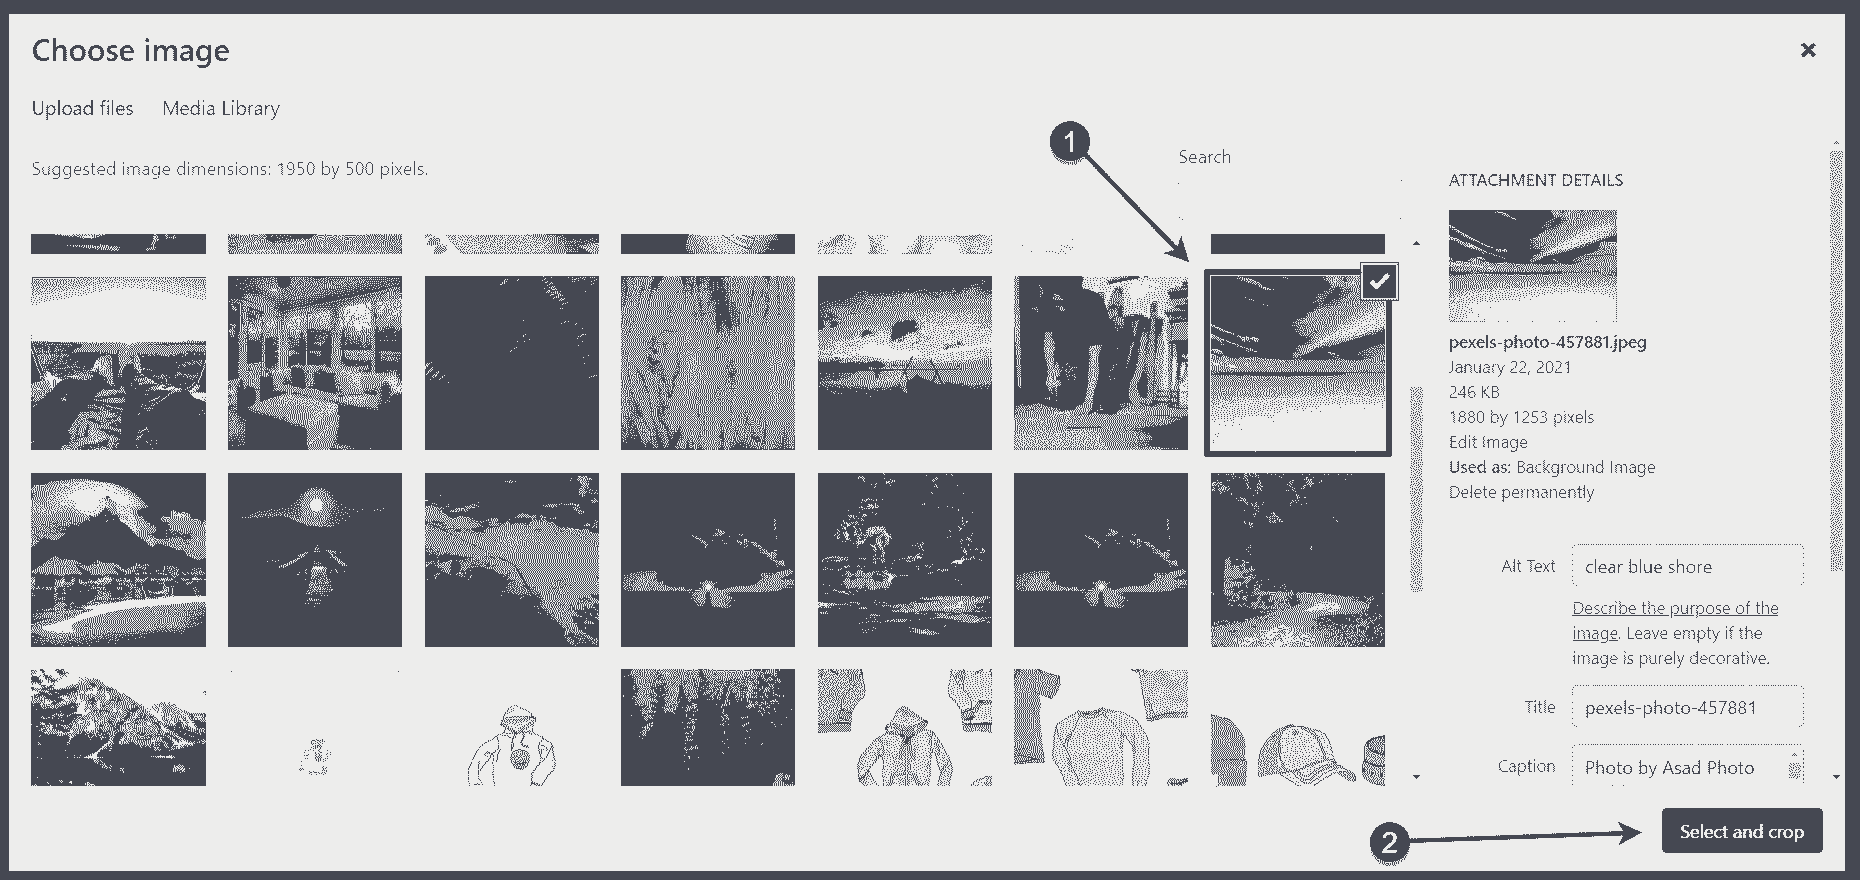 Choose image
Upload files
Media Library
Suggested image dimensions: 1950 by 500 pixels.
1
Search
ATTACHMENT DETAILS
pexels-photo-457881.jpeg
January 22, 2021
246 KB
1880 by 1253 pixels
Edit Image
Used as: Background Image
Delete permanently
Alt Text
clear blue shore
Describe the purpose of the
image. Leave empty if the
image is purely decorative.
Title
pexels-photo-457881
Caption
Photo by Asad Photo
2
Select and crop